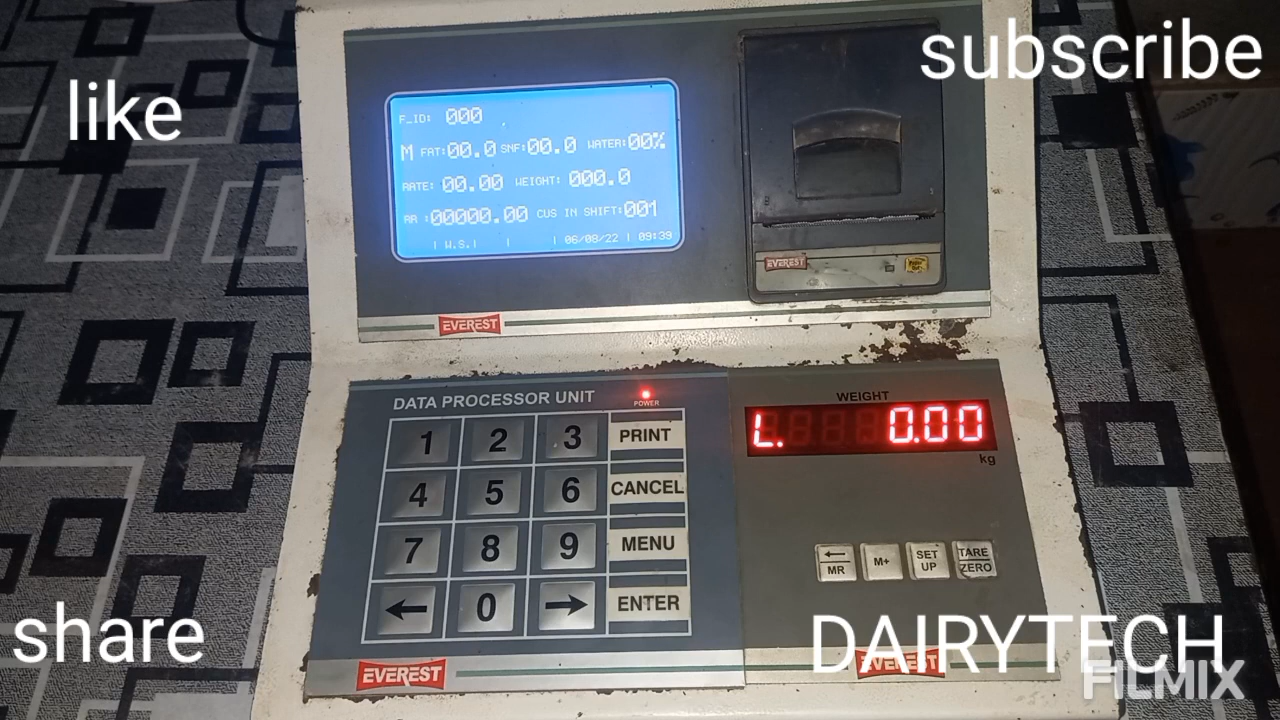 like
subscribe
F_ID: 000
M FAT:00.0 SNF:00.0 WATER:00%
RATE: 00.00 WEIGHT: 000.0
RR :00000.00 CUS IN SHIFT:001
| W.S.| | | 06/08/22 | 09:39
EVEREST
EVEREST
DATA PROCESSOR UNIT
POWER
1 2 3 PRINT
4 5 6 CANCEL
7 8 9 MENU
← 0 → ENTER
EVEREST
WEIGHT
L. 0.00
kg
← MR
M+
SET UP
TARE ZERO
EVEREST
share
DAIRYTECH
FILMIX